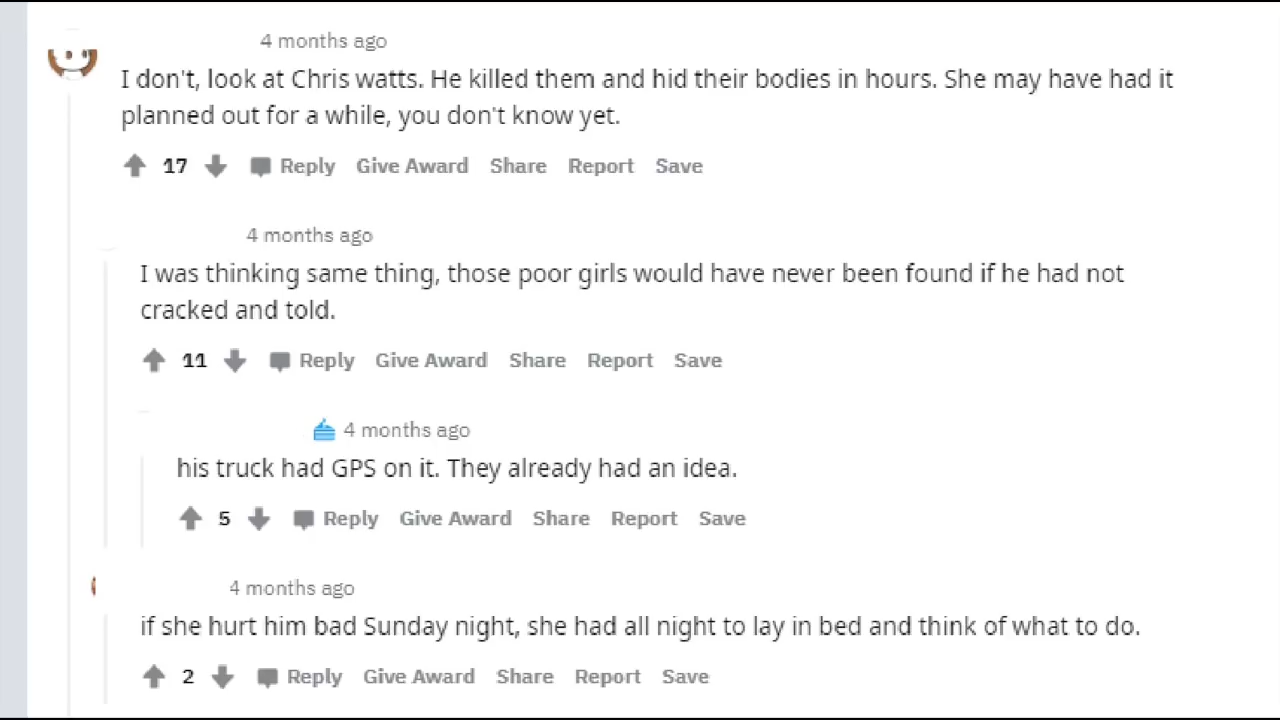 4 months ago
I don't, look at Chris watts. He killed them and hid their bodies in hours. She may have had it
planned out for a while, you don't know yet.
17 Reply Give Award Share Report Save
4 months ago
I was thinking same thing, those poor girls would have never been found if he had not
cracked and told.
11 Reply Give Award Share Report Save
4 months ago
his truck had GPS on it. They already had an idea.
5 Reply Give Award Share Report Save
4 months ago
if she hurt him bad Sunday night, she had all night to lay in bed and think of what to do.
2 Reply Give Award Share Report Save